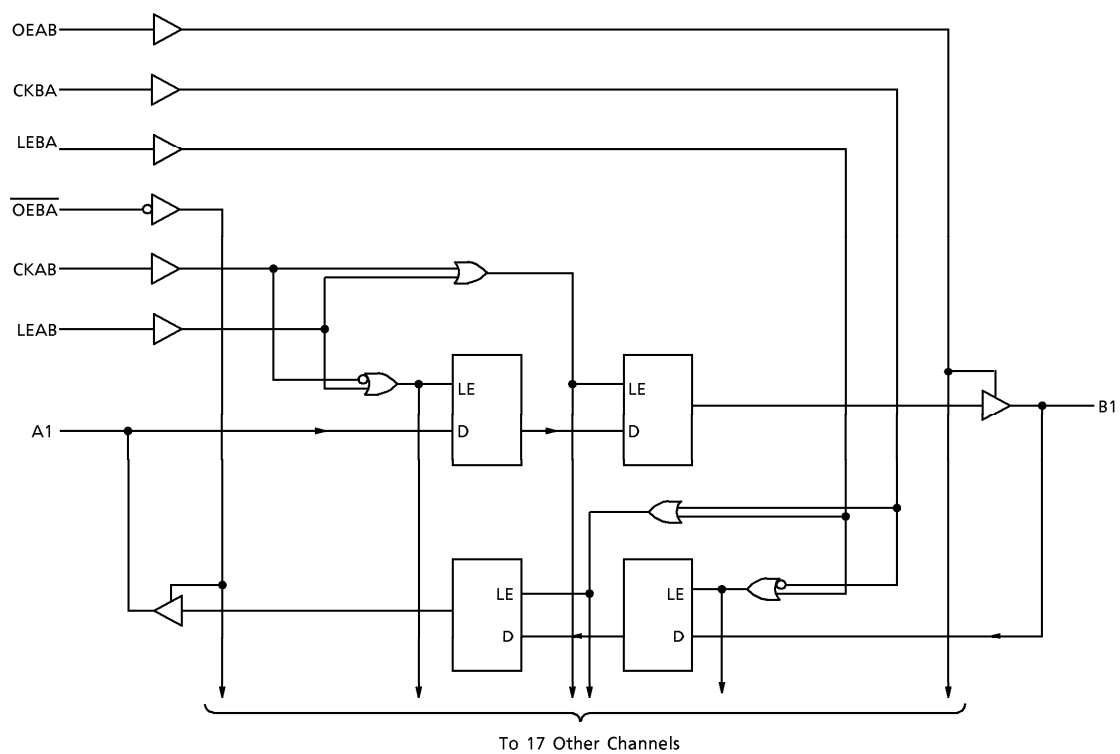 OEAB
CKBA
LEBA
OEBA
CKAB
LEAB
LE
LE
D
D
A1
B1
LE
LE
D
D
To 17 Other Channels